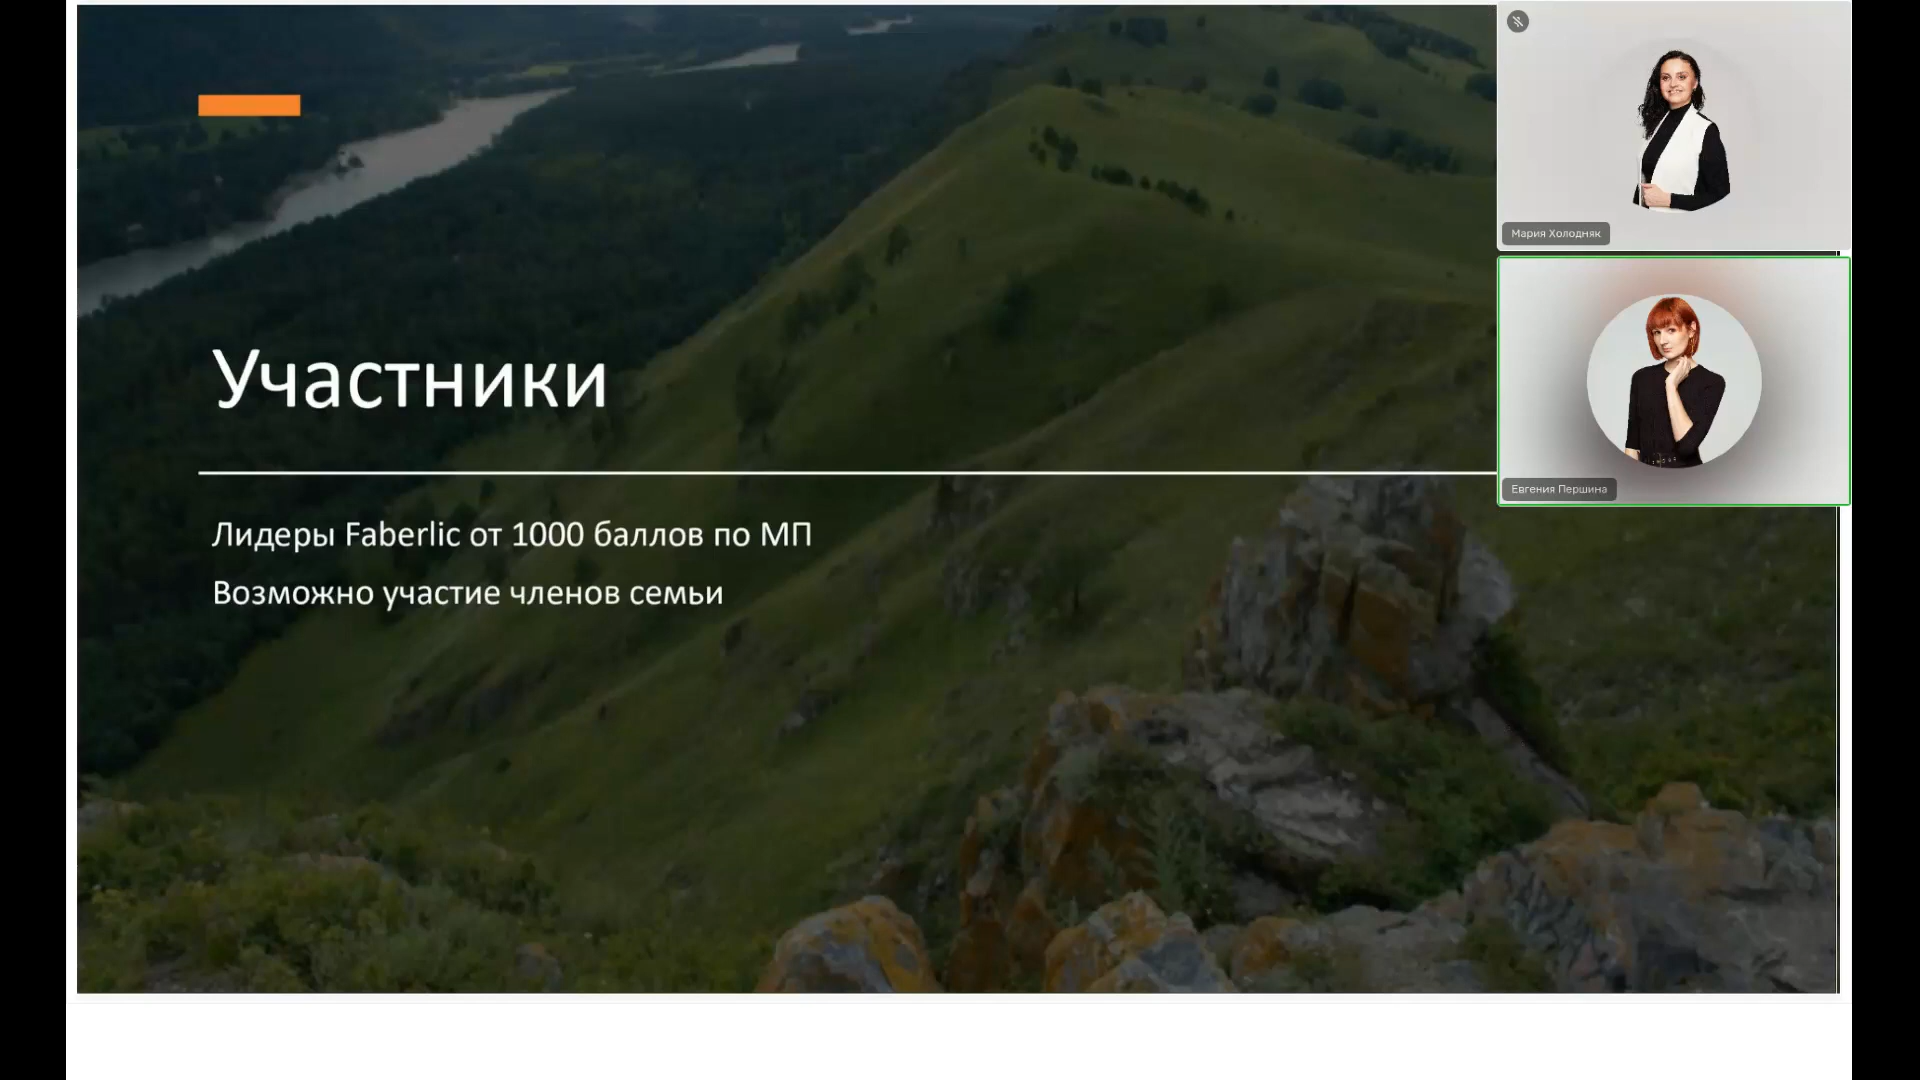 Участники
Лидеры Faberlic от 1000 баллов по МП
Возможно участие членов семьи
Мария Холодняк
Евгения Першина